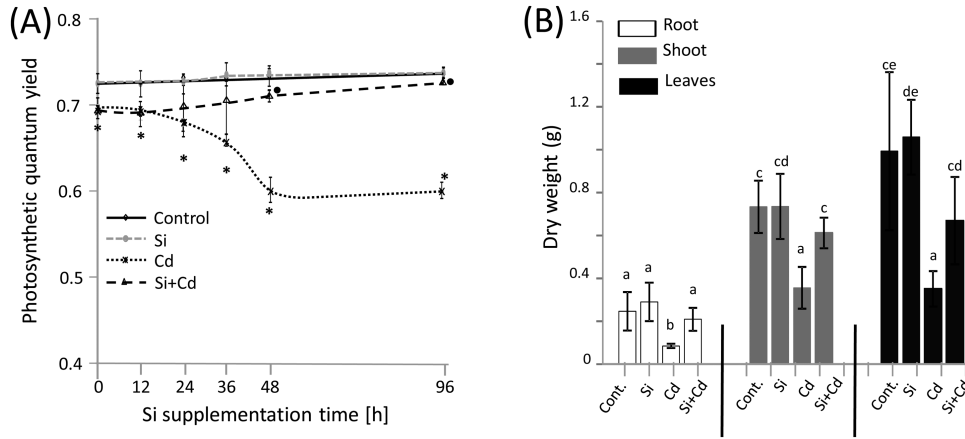 (A)
0.8
0.7
0.6
0.5
0.4
Photosynthetic quantum yield
*
*
*
*
*
*
Control
Si
Cd
Si+Cd
0 12 24 36 48 96
Si supplementation time [h]
(B)
Root
Shoot
Leaves
1.6
1.2
0.8
0.4
0
Dry weight (g)
a a b a
c cd a c
ce de a cd
Cont. Si Cd Si+Cd
Cont. Si Cd Si+Cd
Cont. Si Cd Si+Cd